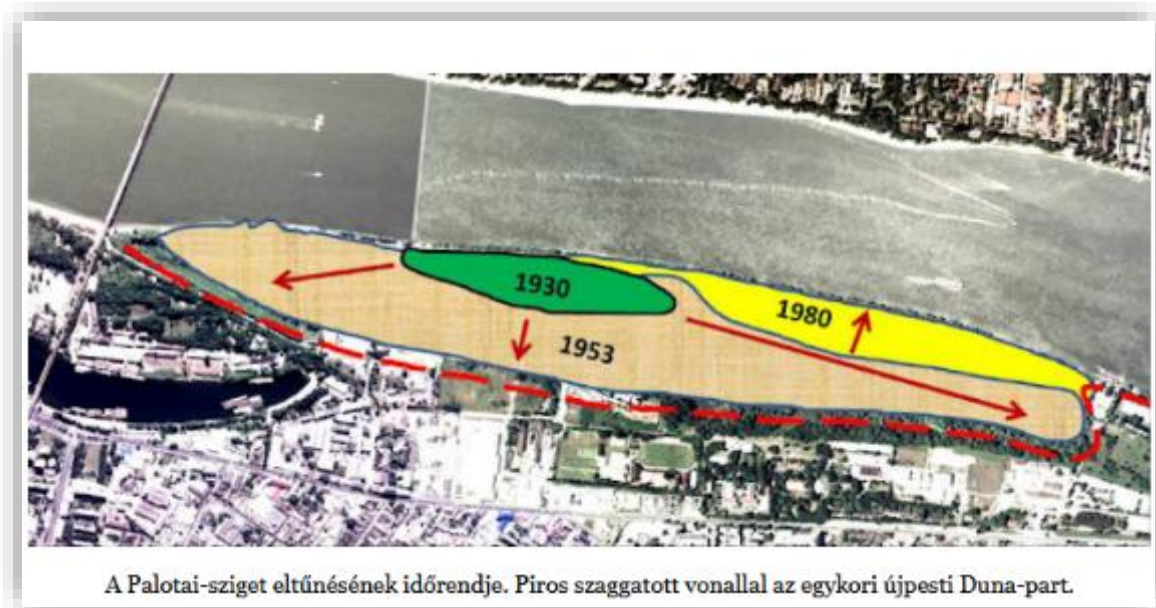 1930
1980
1953
A Palotai-sziget eltűnésének időrendje. Piros szaggatott vonallal az egykori újpesti Duna-part.